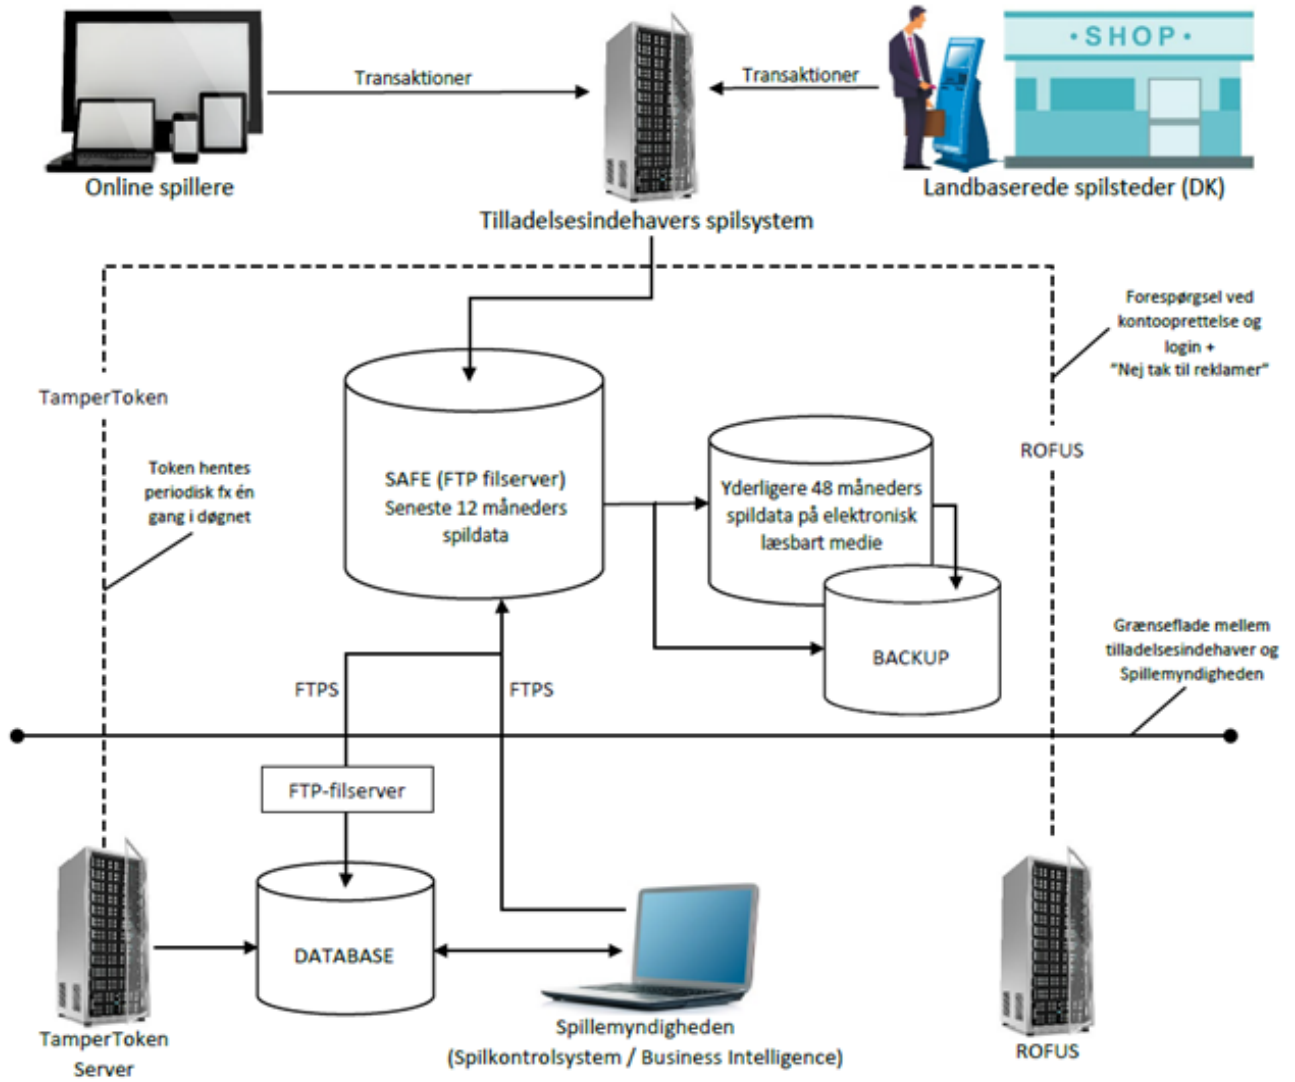 · SHOP ·
Transaktioner
Transaktioner
Online spillere
Landbaserede spilsteder (DK)
Tilladelsesindehavers spilsystem
Forespørgsel ved
kontooprettelse og
login +
"Nej tak til reklamer"
TamperToken
ROFUS
Token hentes
periodisk fx én
gang i døgnet
SAFE (FTP filserver)
Seneste 12 måneders
spildata
Yderligere 48 måneders
spildata på elektronisk
læsbart medie
BACKUP
Grænseflade mellem
tilladelsesindehaver og
Spillemyndigheden
FTPS
FTPS
FTP-filserver
DATABASE
TamperToken
Server
Spillemyndigheden
(Spilkontrolsystem / Business Intelligence)
ROFUS